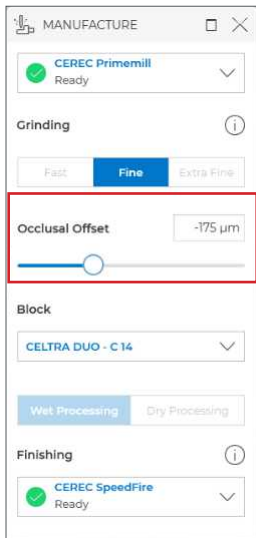 MANUFACTURE
CEREC Primemill
Ready
Grinding
Fast Fine Extra Fine
Occlusal Offset -175 µm
Block
CELTRA DUO - C 14
Wet Processing Dry Processing
Finishing
CEREC SpeedFire
Ready